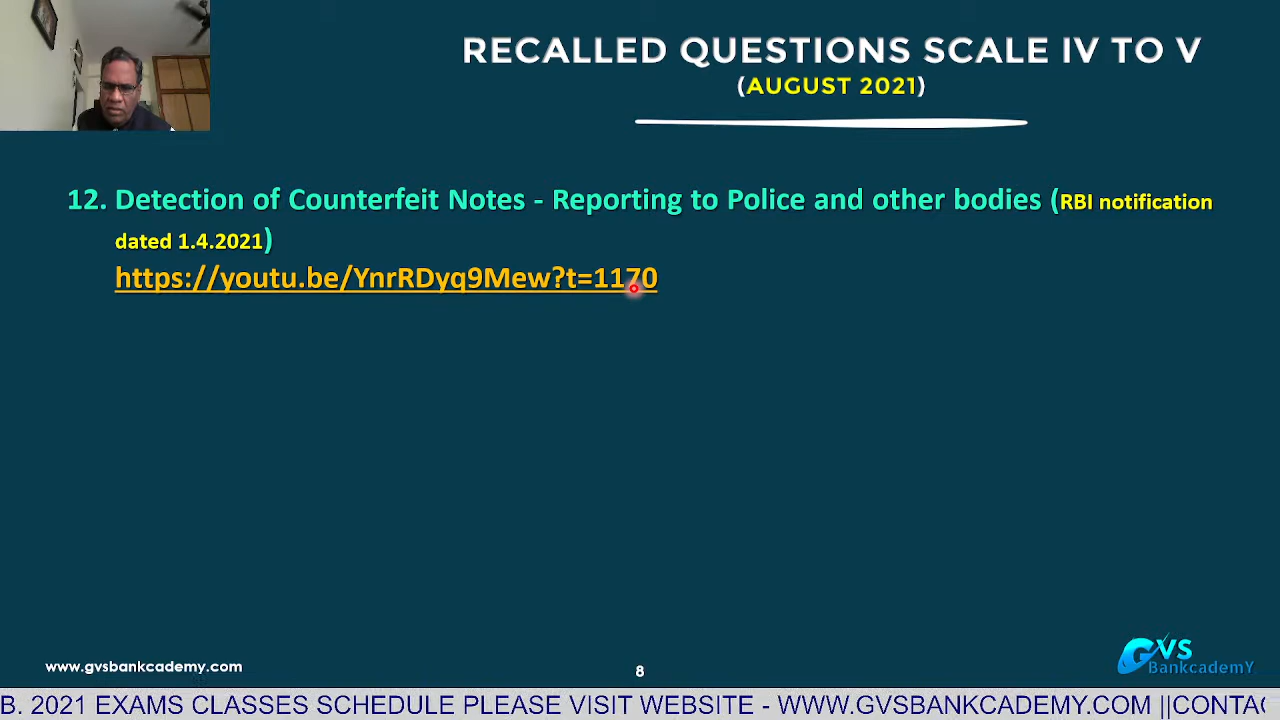 RECALLED QUESTIONS SCALE IV TO V
(AUGUST 2021)
12. Detection of Counterfeit Notes - Reporting to Police and other bodies (RBI notification
dated 1.4.2021)
https://youtu.be/YnrRDyq9Mew?t=1170
www.gvsbankcademy.com
8
GVS
BankcademY
B. 2021 EXAMS CLASSES SCHEDULE PLEASE VISIT WEBSITE - WWW.GVSBANKCADEMY.COM ||CONTAC